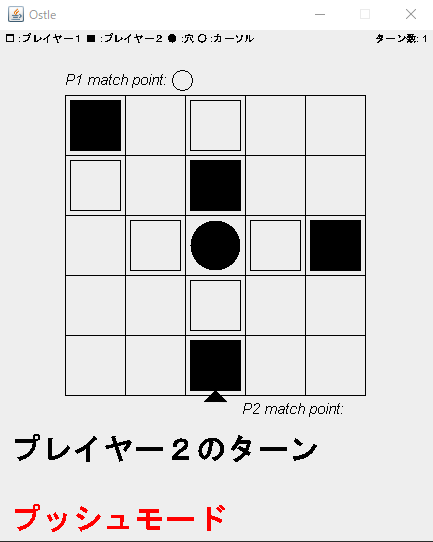 Ostle
□ :プレイヤー1 ■ :プレイヤー2 ● :穴 〇 :カーソル ターン数: 1
P1 match point:
P2 match point:
プレイヤー2のターン
プッシュモード